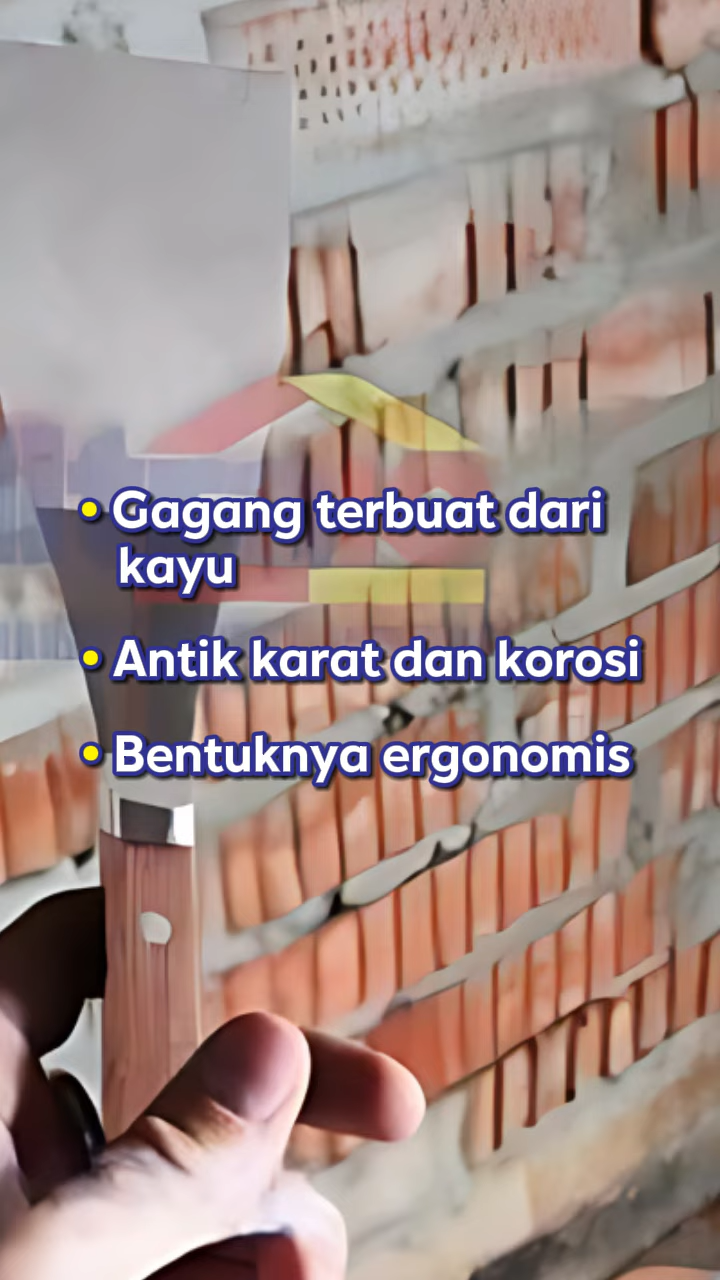 • Gagang terbuat dari
kayu
• Antik karat dan korosi
• Bentuknya ergonomis